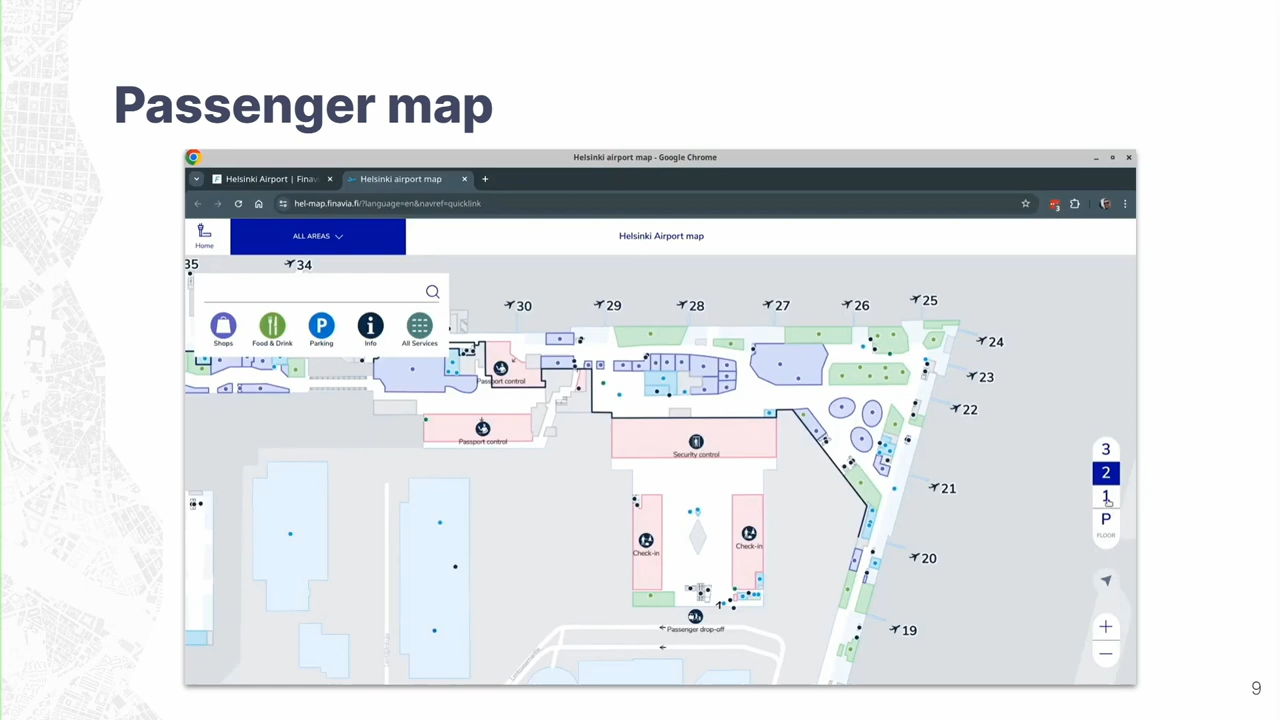 Passenger map
Helsinki airport map - Google Chrome
Helsinki Airport | Finav
Helsinki airport map
hel-map.finavia.fi/?language=en&navref=quicklink
3
Home
ALL AREAS
Helsinki Airport map
35
34
30
29
28
27
26
25
24
23
22
21
20
19
Shops
Food & Drink
Parking
Info
All Services
Passport control
Passport control
Security control
Check-in
Check-in
Passenger drop-off
3
2
1
P
FLOOR
9